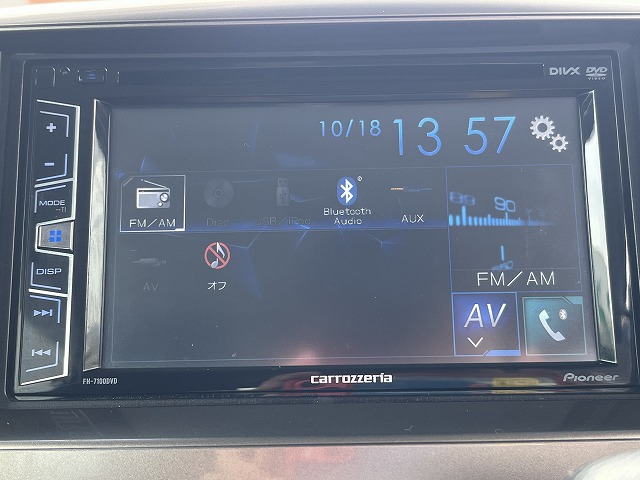 DIVX DVD VIDEO
10/18 13 57
+
-
MODE
DISP
FM/AM Disc USB/iPod Bluetooth Audio AUX
90
AV オフ
FM/AM
AV
carrozzeria
FH-7100DVD
Pioneer